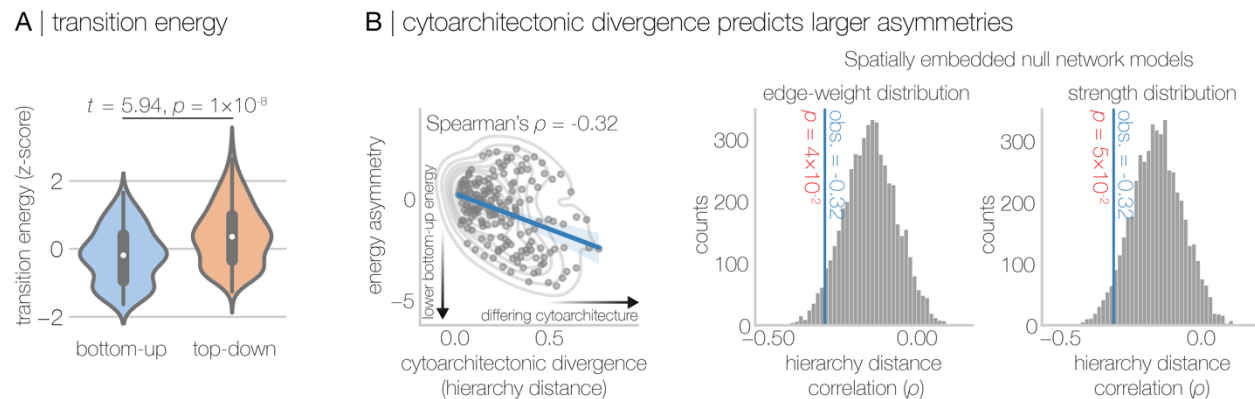 A | transition energy
transition energy (z-score)
2
0
−2
t = 5.94, p = 1×10⁻⁸
bottom-up
top-down
B | cytoarchitectonic divergence predicts larger asymmetries
energy asymmetry
0
−5
Spearman's ρ = -0.32
lower bottom-up energy
differing cytoarchitecture
0.0
0.5
cytoarchitectonic divergence
(hierarchy distance)
Spatially embedded null network models
edge-weight distribution
counts
300
200
100
0
p = 4×10⁻²
obs. = -0.32
−0.50
0.00
hierarchy distance
correlation (ρ)
strength distribution
counts
300
200
100
0
p = 5×10⁻²
obs. = -0.32
−0.5
0.0
hierarchy distance
correlation (ρ)